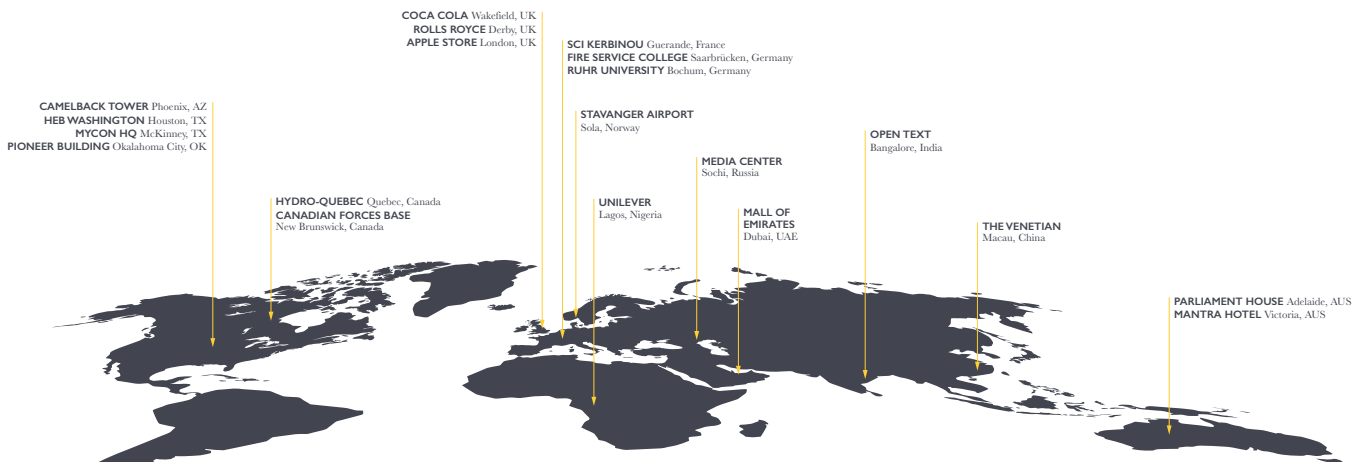 COCA COLA Wakefield, UK
ROLLS ROYCE Derby, UK
APPLE STORE London, UK
SCI KERBINOU Guerande, France
FIRE SERVICE COLLEGE Saarbrücken, Germany
RUHR UNIVERSITY Bochum, Germany
CAMELBACK TOWER Phoenix, AZ
HEB WASHINGTON Houston, TX
MYCON HQ McKinney, TX
PIONEER BUILDING Okalahoma City, OK
STAVANGER AIRPORT
Sola, Norway
OPEN TEXT
Bangalore, India
MEDIA CENTER
Sochi, Russia
HYDRO-QUEBEC Quebec, Canada
CANADIAN FORCES BASE
New Brunswick, Canada
UNILEVER
Lagos, Nigeria
MALL OF
EMIRATES
Dubai, UAE
THE VENETIAN
Macau, China
PARLIAMENT HOUSE Adelaide, AUS
MANTRA HOTEL Victoria, AUS